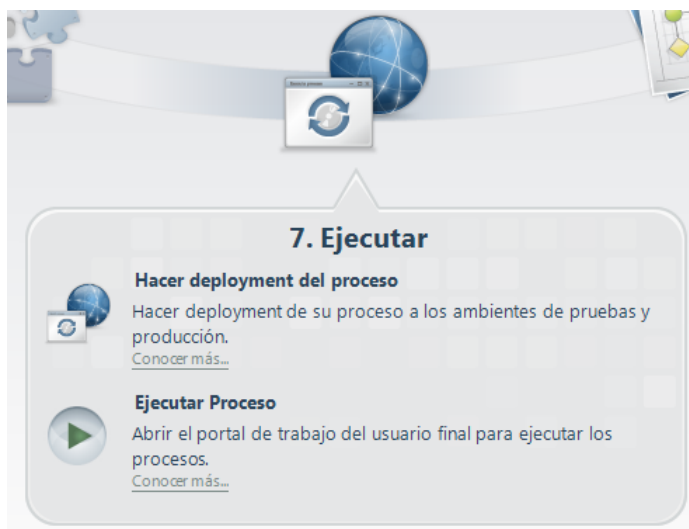 7. Ejecutar
Hacer deployment del proceso
Hacer deployment de su proceso a los ambientes de pruebas y
producción.
Conocer más...
Ejecutar Proceso
Abrir el portal de trabajo del usuario final para ejecutar los
procesos.
Conocer más...